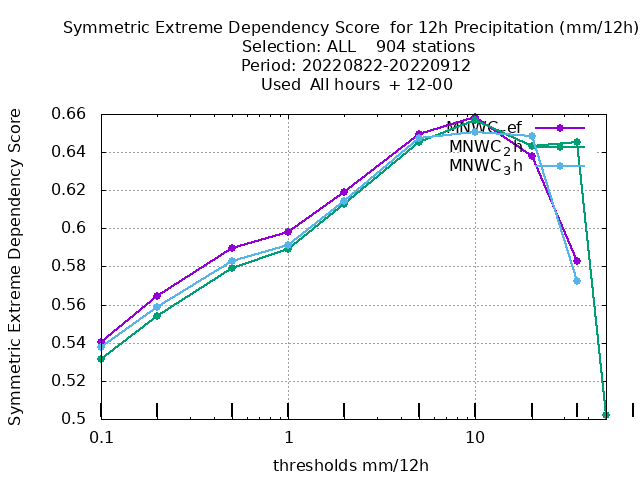 Symmetric Extreme Dependency Score for 12h Precipitation (mm/12h)
Selection: ALL 904 stations
Period: 20220822-20220912
Used All hours + 12-00
Symmetric Extreme Dependency Score
0.66
0.64
0.62
0.6
0.58
0.56
0.54
0.52
0.5
MNWC_ref
MNWC2h
MNWC3h
0.1
1
10
thresholds mm/12h